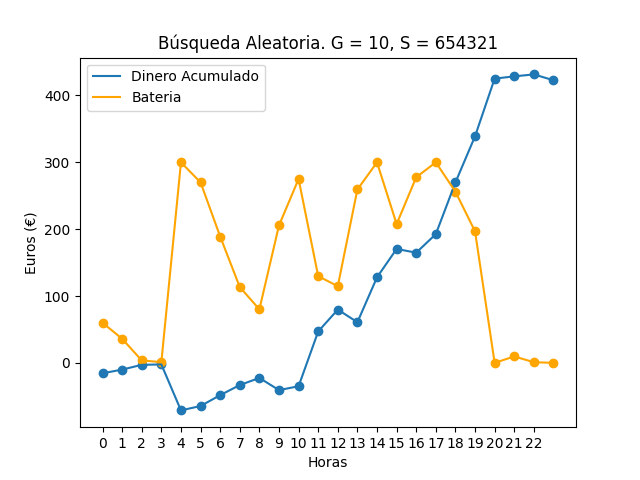 Búsqueda Aleatoria. G = 10, S = 654321
Dinero Acumulado
Bateria
400
300
200
100
0
Euros (€)
0 1 2 3 4 5 6 7 8 9 10 11 12 13 14 15 16 17 18 19 20 21 22
Horas